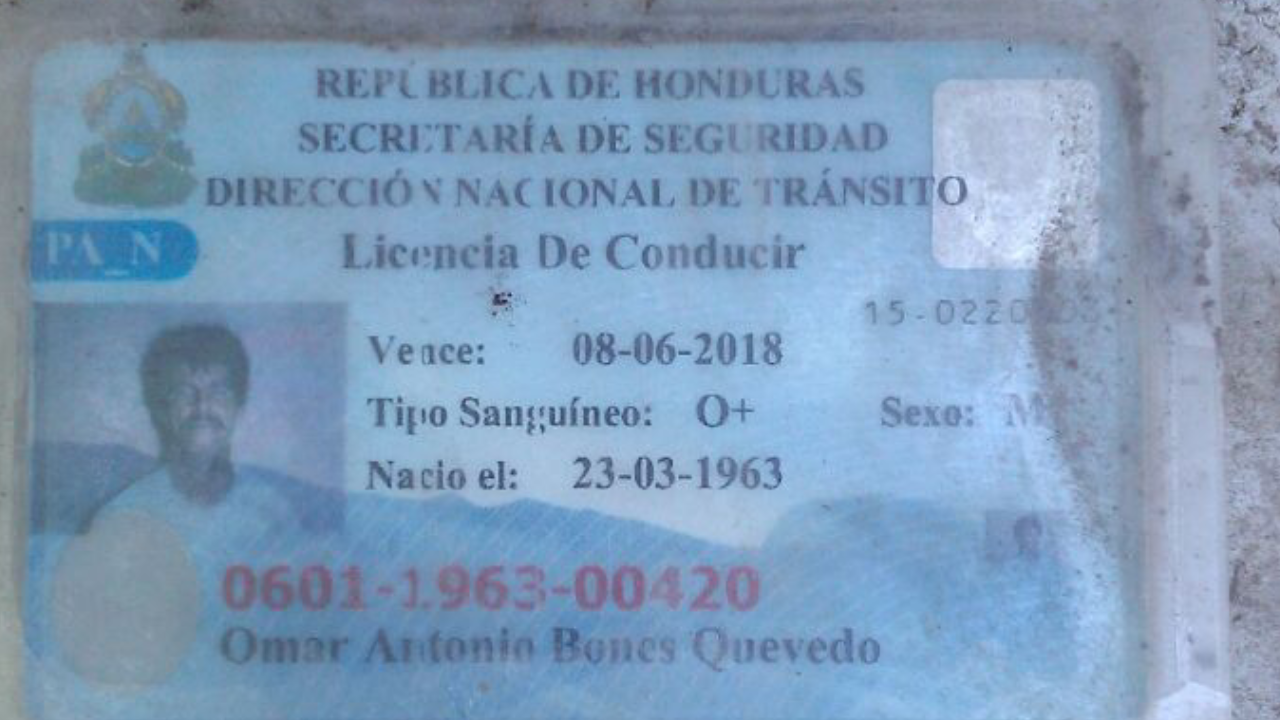 REPÚBLICA DE HONDURAS
SECRETARÍA DE SEGURIDAD
DIRECCIÓN NACIONAL DE TRÁNSITO
Licencia De Conducir
Vence: 08-06-2018
Tipo Sanguíneo: O+ Sexo: M
Nacio el: 23-03-1963
0601-1963-00420
Omar Antonio Bones Quevedo